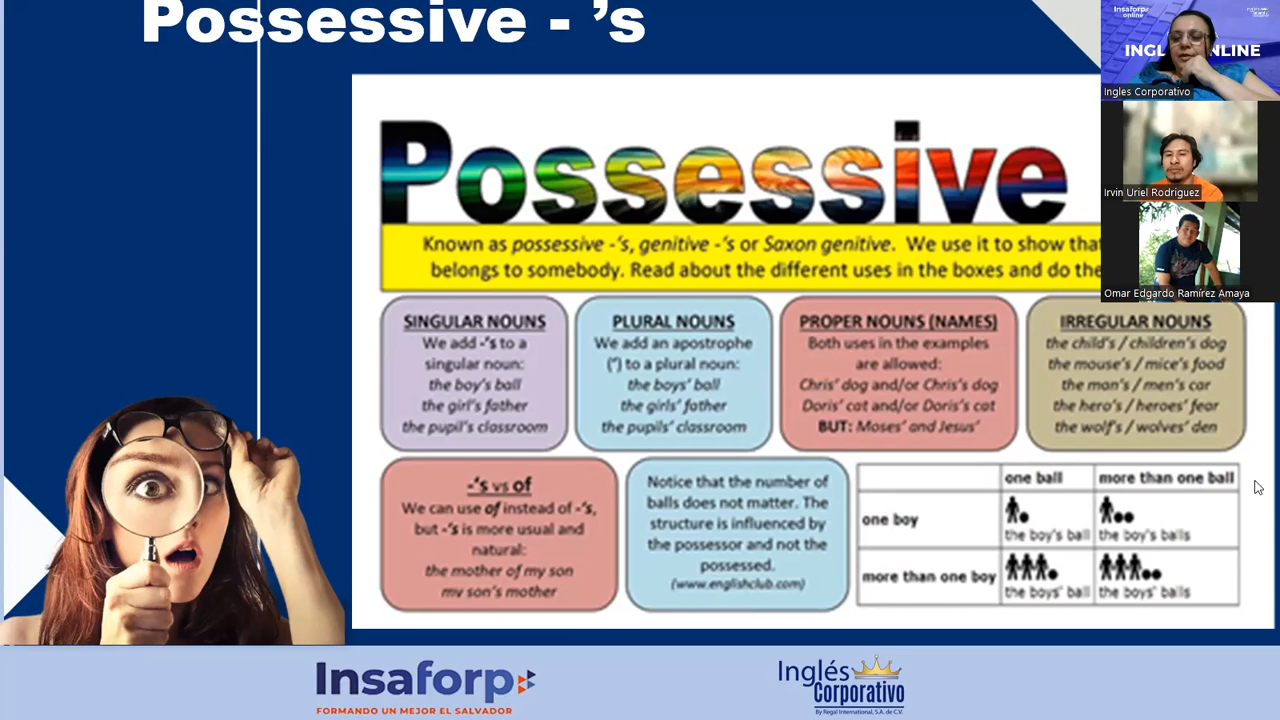 Possessive - ’s
Possessive
Known as possessive -'s, genitive -'s or Saxon genitive. We use it to show that
belongs to somebody. Read about the different uses in the boxes and do the
SINGULAR NOUNS
We add -'s to a
singular noun:
the boy's ball
the girl's father
the pupil's classroom
PLURAL NOUNS
We add an apostrophe
(') to a plural noun:
the boys' ball
the girls' father
the pupils' classroom
PROPER NOUNS (NAMES)
Both uses in the examples
are allowed:
Chris' dog and/or Chris's dog
Doris' cat and/or Doris's cat
BUT: Moses' and Jesus'
IRREGULAR NOUNS
the child's / children's dog
the mouse's / mice's food
the man's / men's car
the hero's / heroes' fear
the wolf's / wolves' den
-'s vs of
We can use of instead of -'s,
but -'s is more usual and
natural:
the mother of my son
my son's mother
Notice that the number of
balls does not matter. The
structure is influenced by
the possessor and not the
possessed.
(www.englishclub.com)
one ball
more than one ball
one boy
the boy's ball
the boy's balls
more than one boy
the boys' ball
the boys' balls
Insaforp
FORMANDO UN MEJOR EL SALVADOR
Inglés
Corporativo
By Regal International, S.A. de C.V.
Insaforp
online
Ingles Corporativo
Irvin Uriel Rodriguez
Omar Edgardo Ramírez Amaya